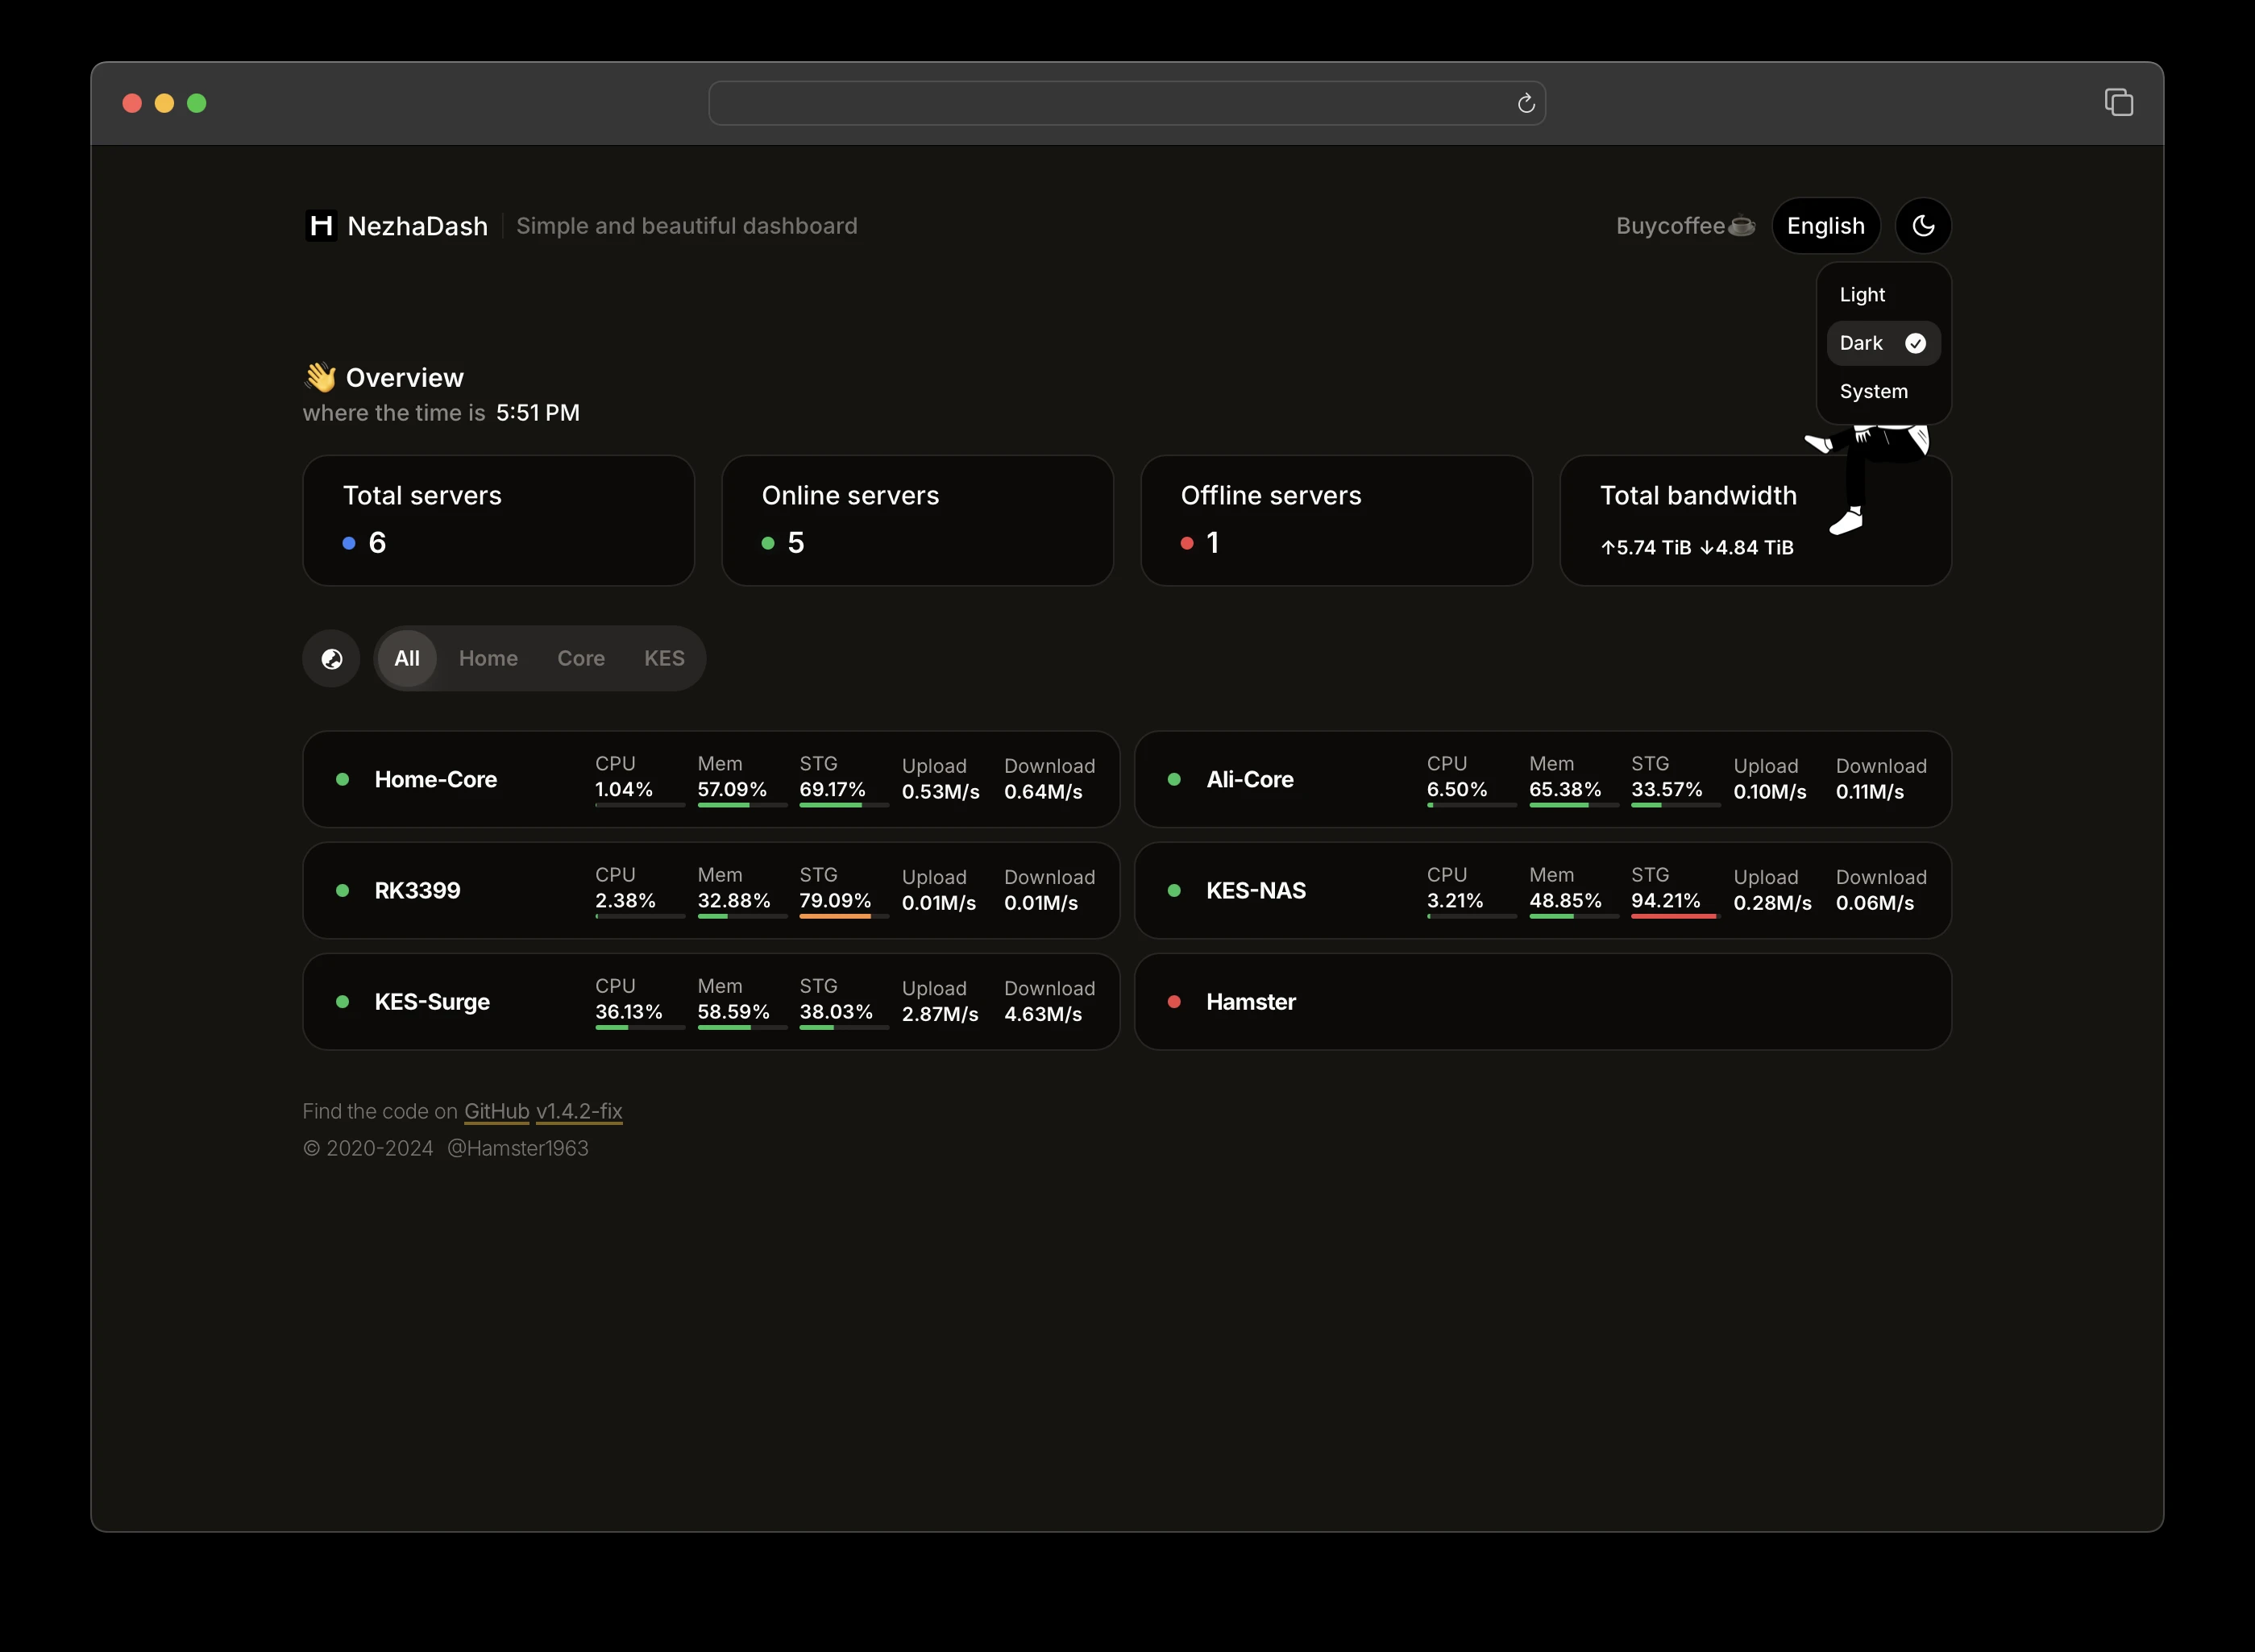 H NezhaDash Simple and beautiful dashboard Buycoffee☕ English
Light
Dark
System
👋 Overview
where the time is 5:51 PM
Total servers
6
Online servers
5
Offline servers
1
Total bandwidth
↑5.74 TiB ↓4.84 TiB
All Home Core KES
Home-Core
CPU Mem STG Upload Download
1.04% 57.09% 69.17% 0.53M/s 0.64M/s
Ali-Core
CPU Mem STG Upload Download
6.50% 65.38% 33.57% 0.10M/s 0.11M/s
RK3399
CPU Mem STG Upload Download
2.38% 32.88% 79.09% 0.01M/s 0.01M/s
KES-NAS
CPU Mem STG Upload Download
3.21% 48.85% 94.21% 0.28M/s 0.06M/s
KES-Surge
CPU Mem STG Upload Download
36.13% 58.59% 38.03% 2.87M/s 4.63M/s
Hamster
Find the code on GitHub v1.4.2-fix
© 2020-2024 @Hamster1963